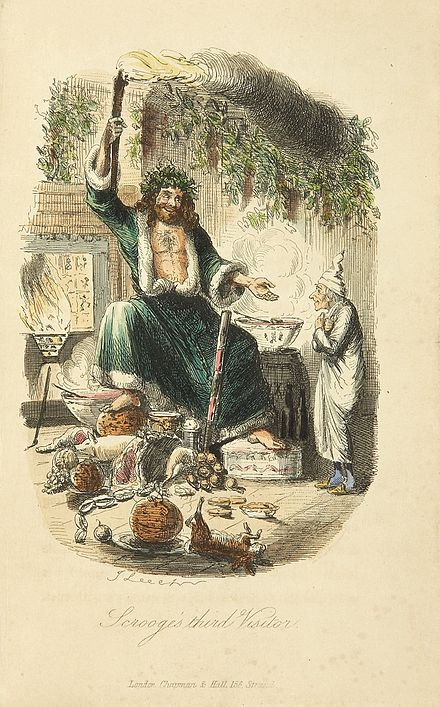 J Leech
Scrooge's third Visitor.
London, Chapman & Hall, 186, Strand.